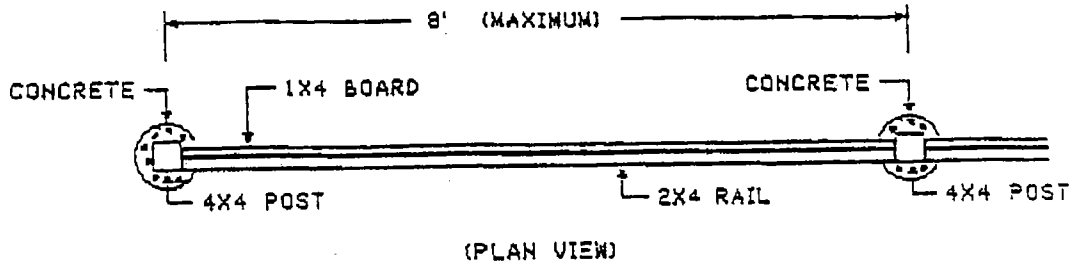 8' (MAXIMUM)
CONCRETE
1X4 BOARD
CONCRETE
4X4 POST
2X4 RAIL
4X4 POST
(PLAN VIEW)